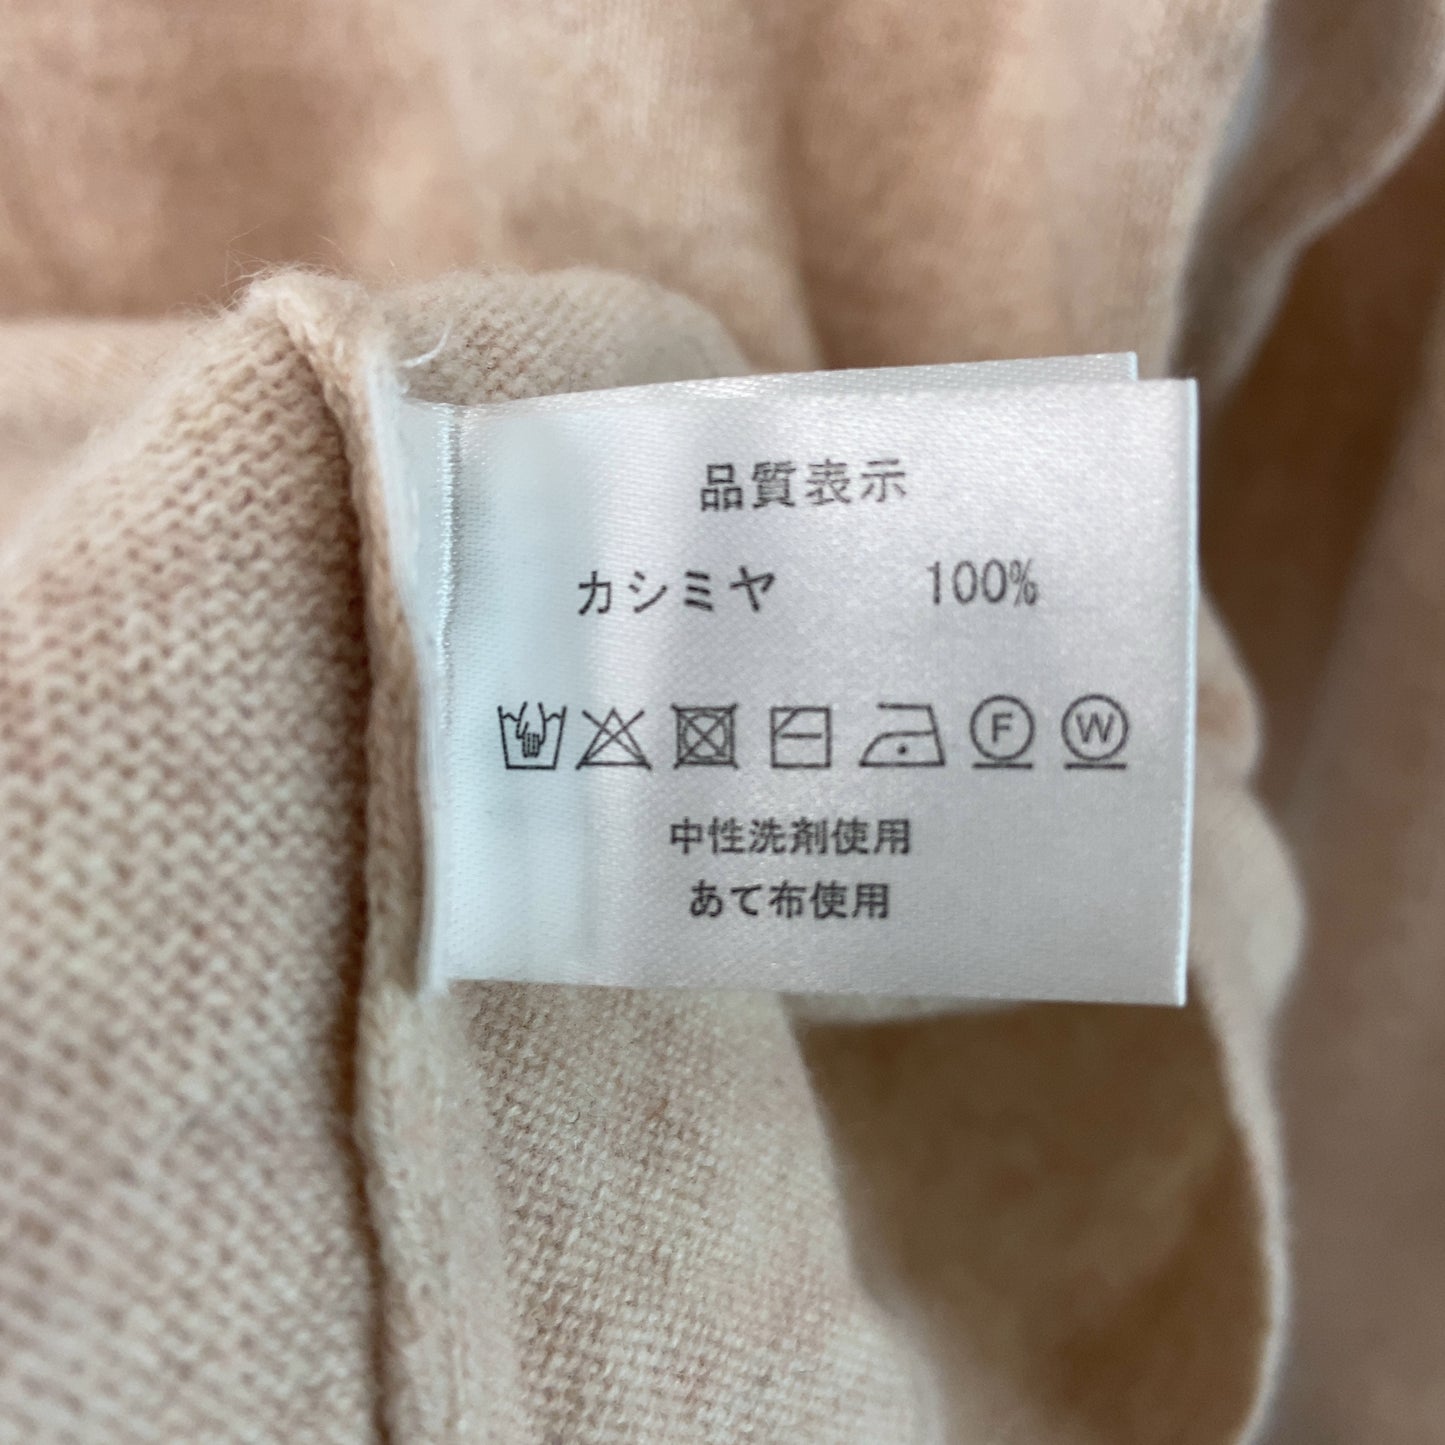 品質表示
カシミヤ 100%
F W
中性洗剤使用
あて布使用